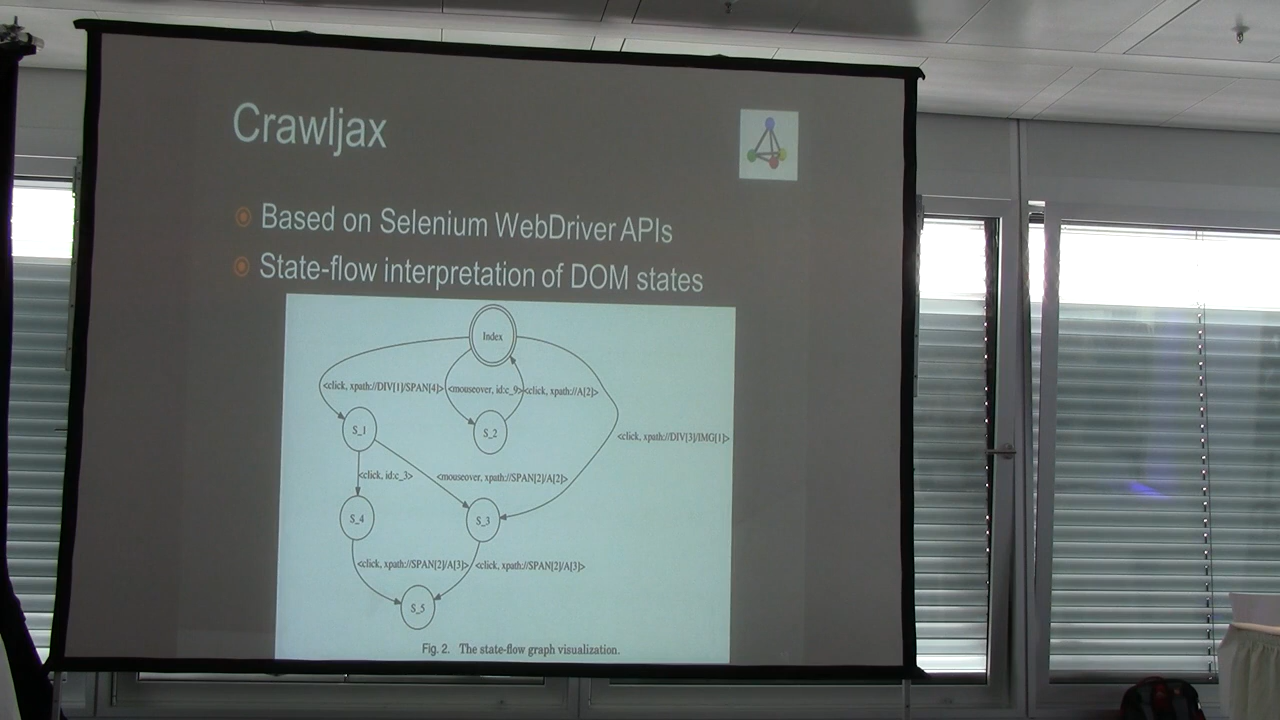 Crawljax
Based on Selenium WebDriver APIs
State-flow interpretation of DOM states
Index
<click, xpath://DIV[1]/SPAN[4]>
<mouseover, id:c_9>
<click, xpath://A[2]>
S_1
S_2
<click, xpath://DIV[3]/IMG[1]>
<click, id:c_3>
<mouseover, xpath://SPAN[2]/A[2]>
S_4
S_3
<click, xpath://SPAN[2]/A[3]>
<click, xpath://SPAN[2]/A[3]>
S_5
Fig. 2. The state-flow graph visualization.